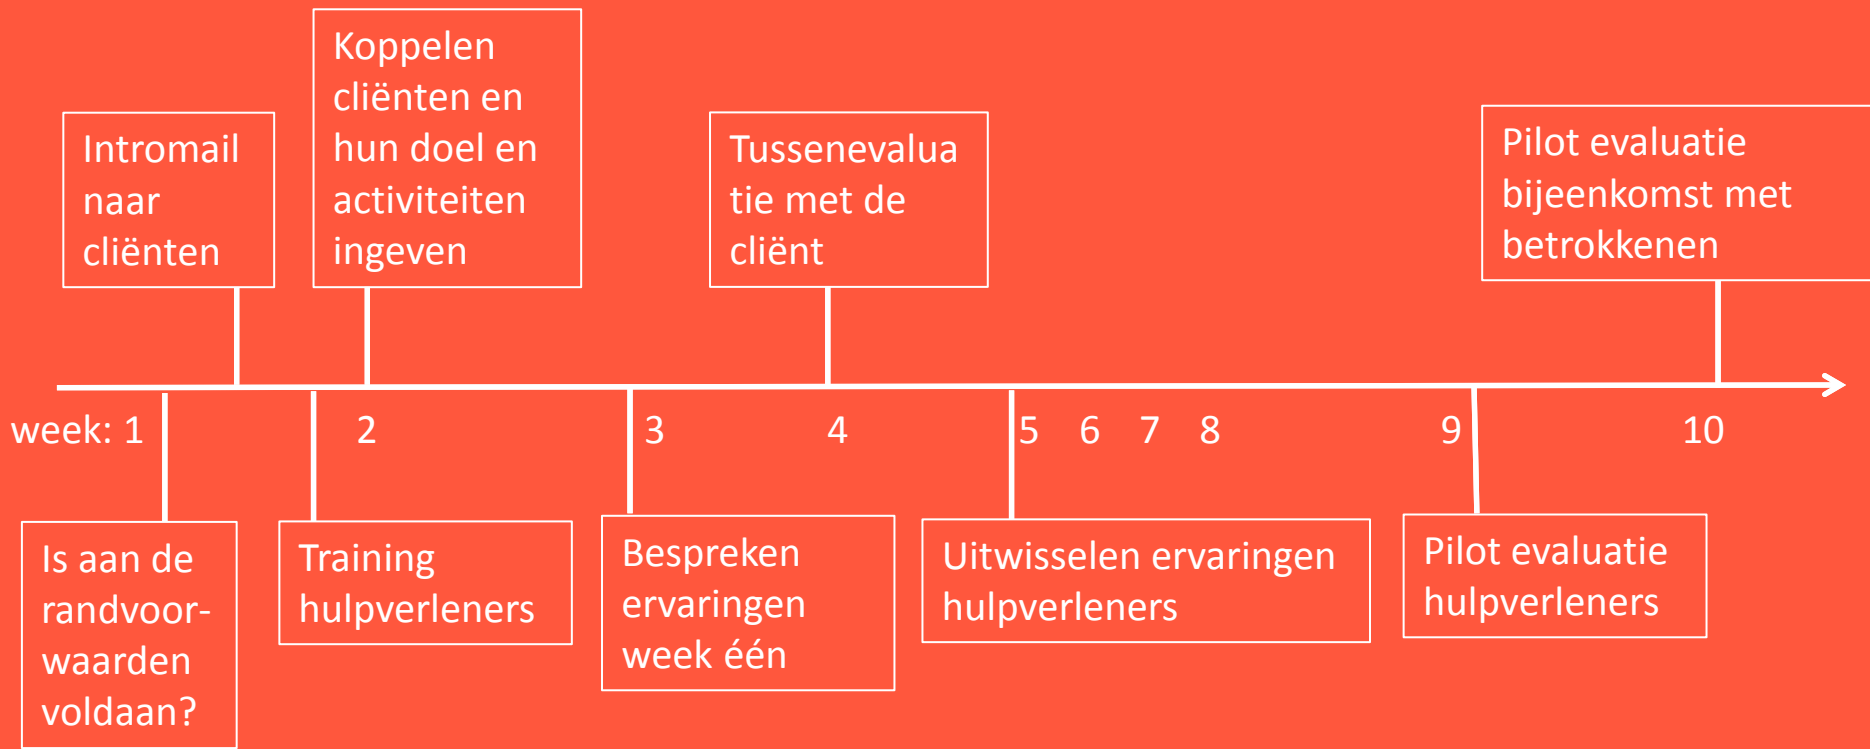 Intromail
naar
cliënten
Koppelen
cliënten en
hun doel en
activiteiten
ingeven
Tussenevalua
tie met de
cliënt
Pilot evaluatie
bijeenkomst met
betrokkenen
week: 1 2 3 4 5 6 7 8 9 10
Is aan de
randvoor-
waarden
voldaan?
Training
hulpverleners
Bespreken
ervaringen
week één
Uitwisselen ervaringen
hulpverleners
Pilot evaluatie
hulpverleners